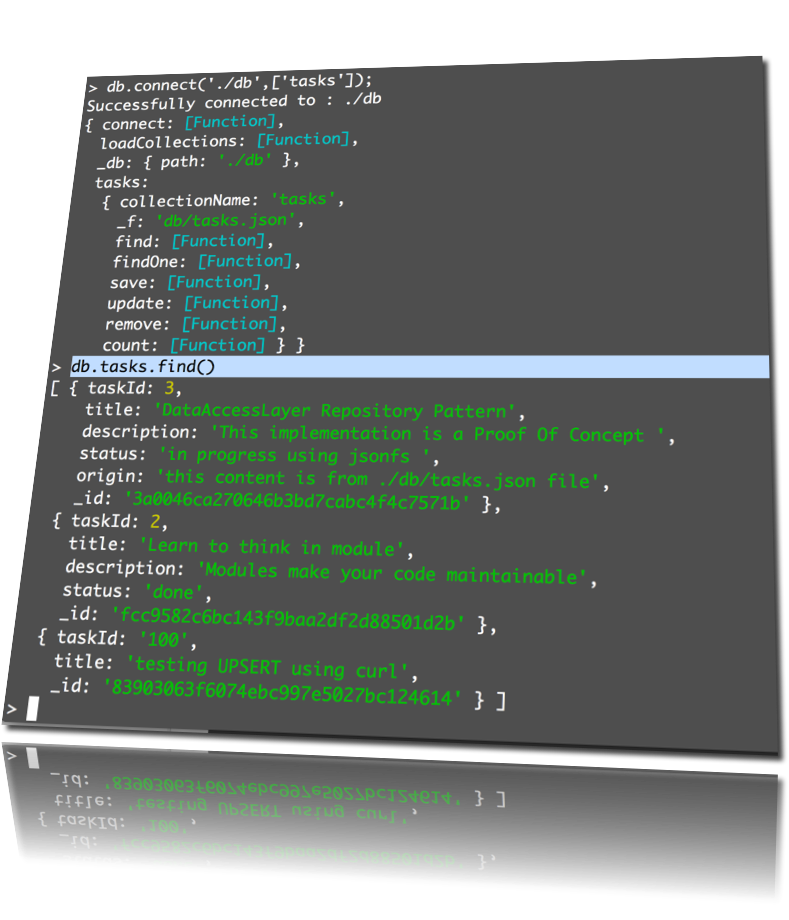 > db.connect('./db',['tasks']);
Successfully connected to : ./db
{ connect: [Function],
loadCollections: [Function],
_db: { path: './db' },
tasks:
{ collectionName: 'tasks',
_f: 'db/tasks.json',
find: [Function],
findOne: [Function],
save: [Function],
update: [Function],
remove: [Function],
count: [Function] } }
> db.tasks.find()
[ { taskId: 3,
title: 'DataAccessLayer Repository Pattern',
description: 'This implementation is a Proof Of Concept ',
status: 'in progress using jsonfs ',
origin: 'this content is from ./db/tasks.json file',
_id: '3a0046ca270646b3bd7cabc4f4c7571b' },
{ taskId: 2,
title: 'Learn to think in module',
description: 'Modules make your code maintainable',
status: 'done',
_id: 'fcc9582c6bc143f9baa2df2d88501d2b' },
{ taskId: '100',
title: 'testing UPSERT using curl',
_id: '83903063f6074ebc997e5027bc124614' } ]
>